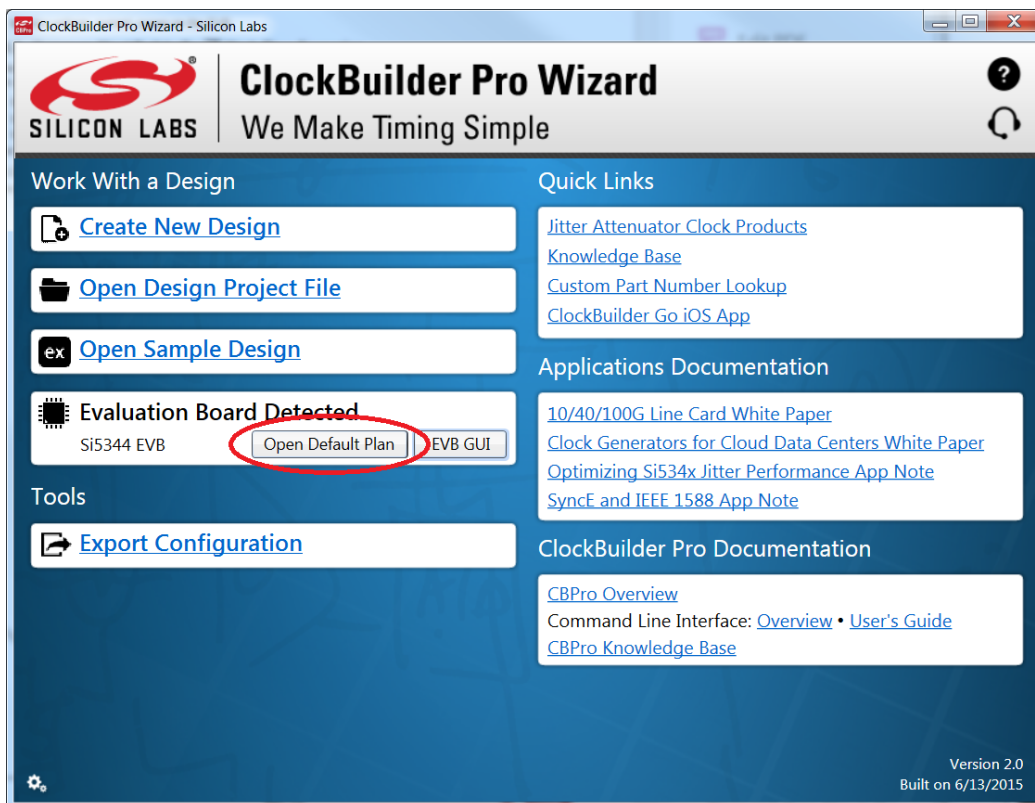 ClockBuilder Pro Wizard - Silicon Labs
SILICON LABS
ClockBuilder Pro Wizard
We Make Timing Simple
?
Work With a Design
Create New Design
Open Design Project File
ex Open Sample Design
Evaluation Board Detected
Si5344 EVB Open Default Plan EVB GUI
Tools
Export Configuration
Quick Links
Jitter Attenuator Clock Products
Knowledge Base
Custom Part Number Lookup
ClockBuilder Go iOS App
Applications Documentation
10/40/100G Line Card White Paper
Clock Generators for Cloud Data Centers White Paper
Optimizing Si534x Jitter Performance App Note
SyncE and IEEE 1588 App Note
ClockBuilder Pro Documentation
CBPro Overview
Command Line Interface: Overview • User's Guide
CBPro Knowledge Base
Version 2.0
Built on 6/13/2015